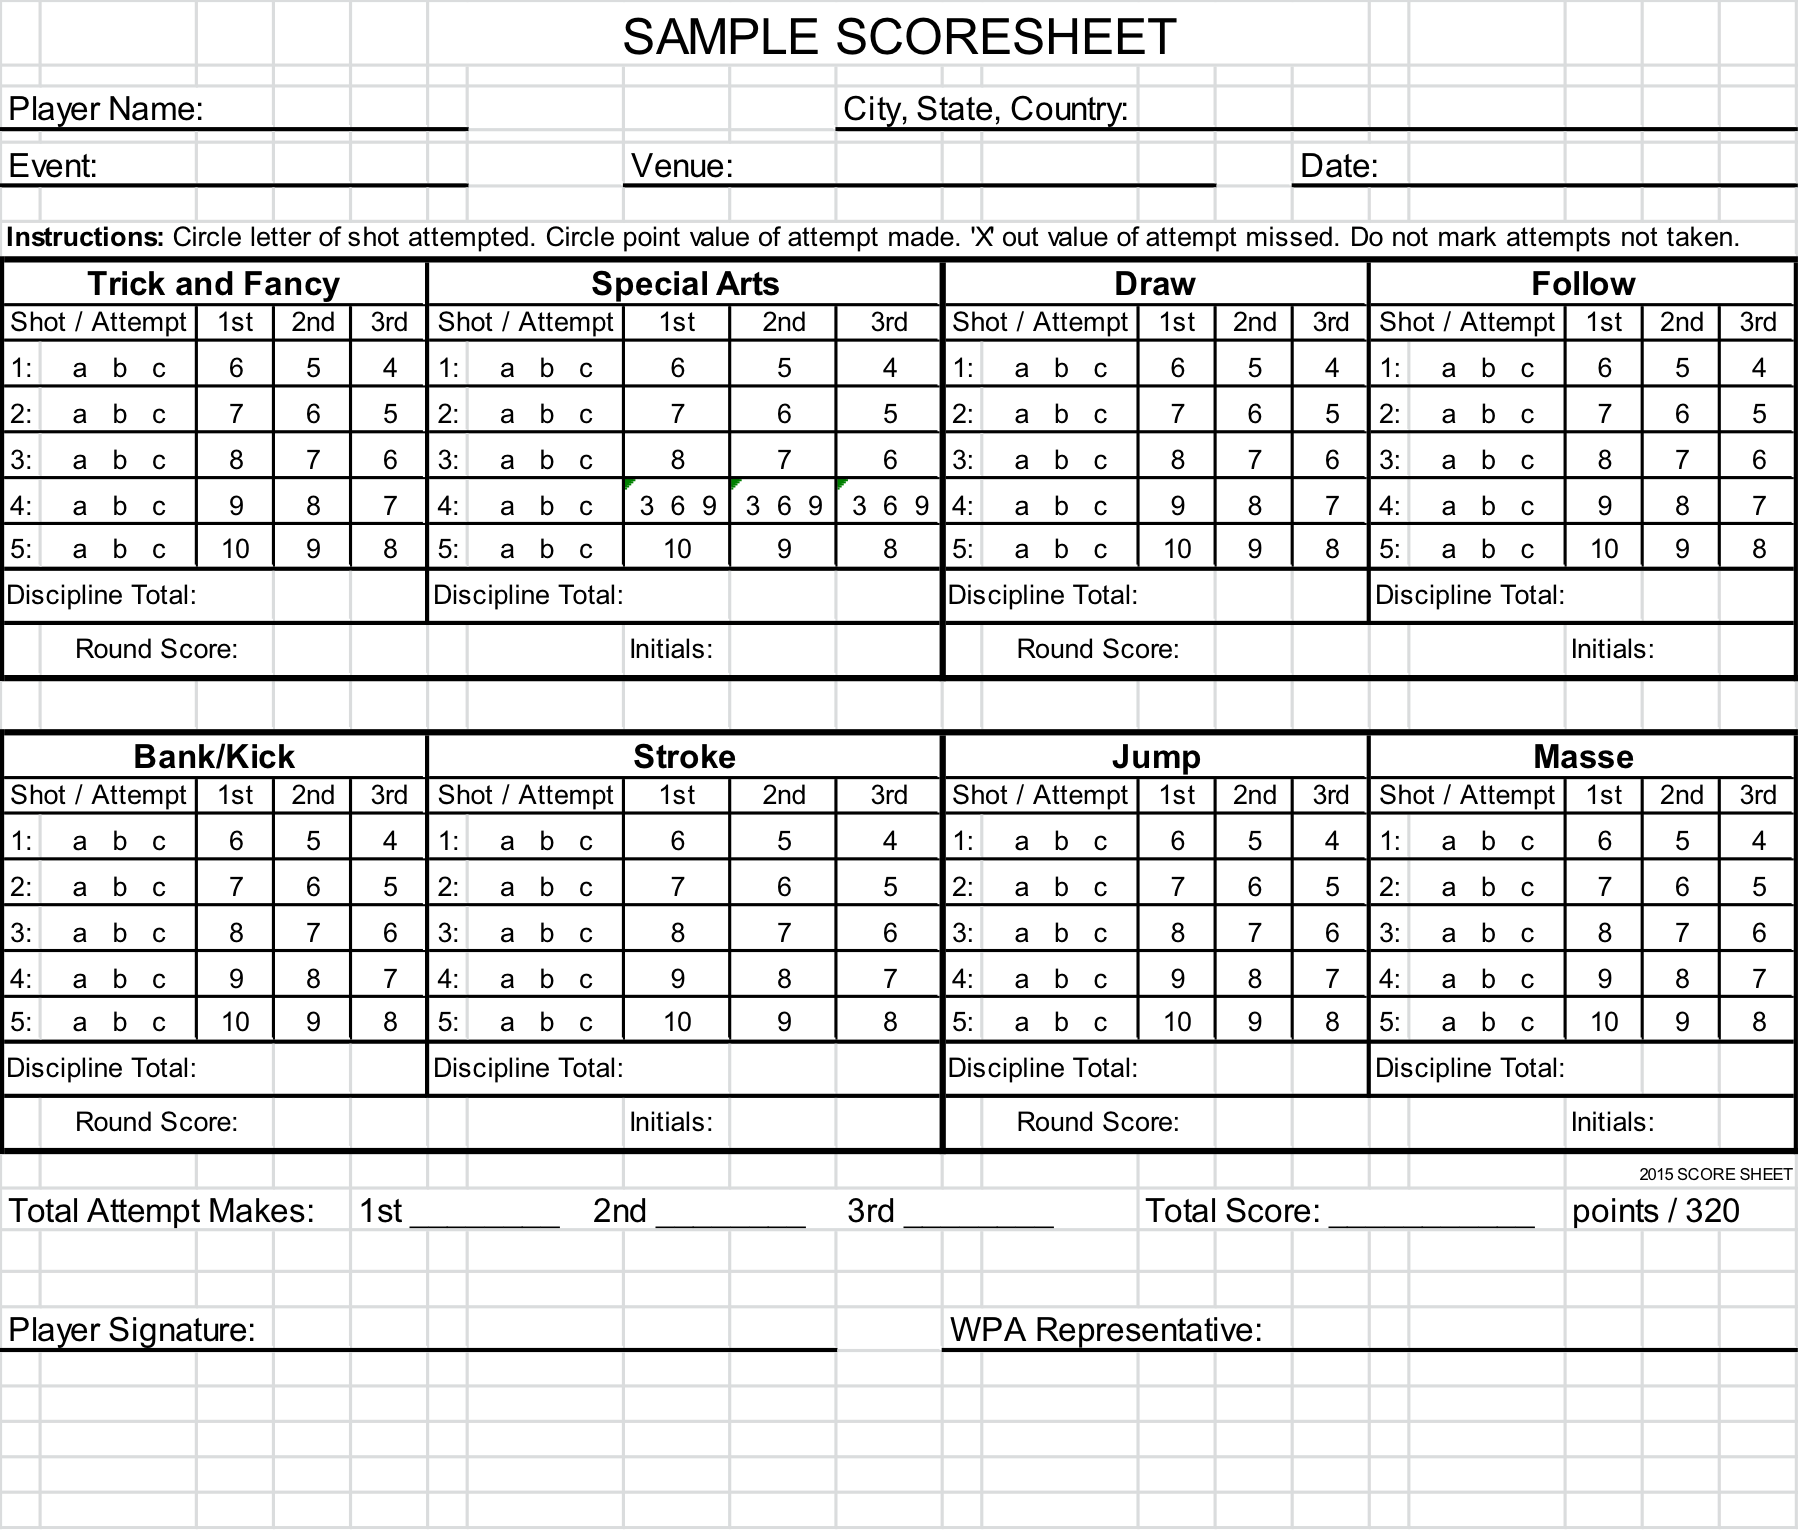 SAMPLE SCORESHEET
Player Name: City, State, Country:
Event: Venue: Date:
Instructions: Circle letter of shot attempted. Circle point value of attempt made. 'X' out value of attempt missed. Do not mark attempts not taken.
Trick and Fancy Special Arts Draw Follow
Shot / Attempt 1st 2nd 3rd Shot / Attempt 1st 2nd 3rd Shot / Attempt 1st 2nd 3rd Shot / Attempt 1st 2nd 3rd
1: a b c 6 5 4 1: a b c 6 5 4 1: a b c 6 5 4 1: a b c 6 5 4
2: a b c 7 6 5 2: a b c 7 6 5 2: a b c 7 6 5 2: a b c 7 6 5
3: a b c 8 7 6 3: a b c 8 7 6 3: a b c 8 7 6 3: a b c 8 7 6
4: a b c 9 8 7 4: a b c 3 6 9 3 6 9 3 6 9 4: a b c 9 8 7 4: a b c 9 8 7
5: a b c 10 9 8 5: a b c 10 9 8 5: a b c 10 9 8 5: a b c 10 9 8
Discipline Total: Discipline Total: Discipline Total: Discipline Total:
Round Score: Initials: Round Score: Initials:
Bank/Kick Stroke Jump Masse
Shot / Attempt 1st 2nd 3rd Shot / Attempt 1st 2nd 3rd Shot / Attempt 1st 2nd 3rd Shot / Attempt 1st 2nd 3rd
1: a b c 6 5 4 1: a b c 6 5 4 1: a b c 6 5 4 1: a b c 6 5 4
2: a b c 7 6 5 2: a b c 7 6 5 2: a b c 7 6 5 2: a b c 7 6 5
3: a b c 8 7 6 3: a b c 8 7 6 3: a b c 8 7 6 3: a b c 8 7 6
4: a b c 9 8 7 4: a b c 9 8 7 4: a b c 9 8 7 4: a b c 9 8 7
5: a b c 10 9 8 5: a b c 10 9 8 5: a b c 10 9 8 5: a b c 10 9 8
Discipline Total: Discipline Total: Discipline Total: Discipline Total:
Round Score: Initials: Round Score: Initials:
2015 SCORE SHEET
Total Attempt Makes: 1st ________ 2nd ________ 3rd ________ Total Score: ___________ points / 320
Player Signature: WPA Representative: